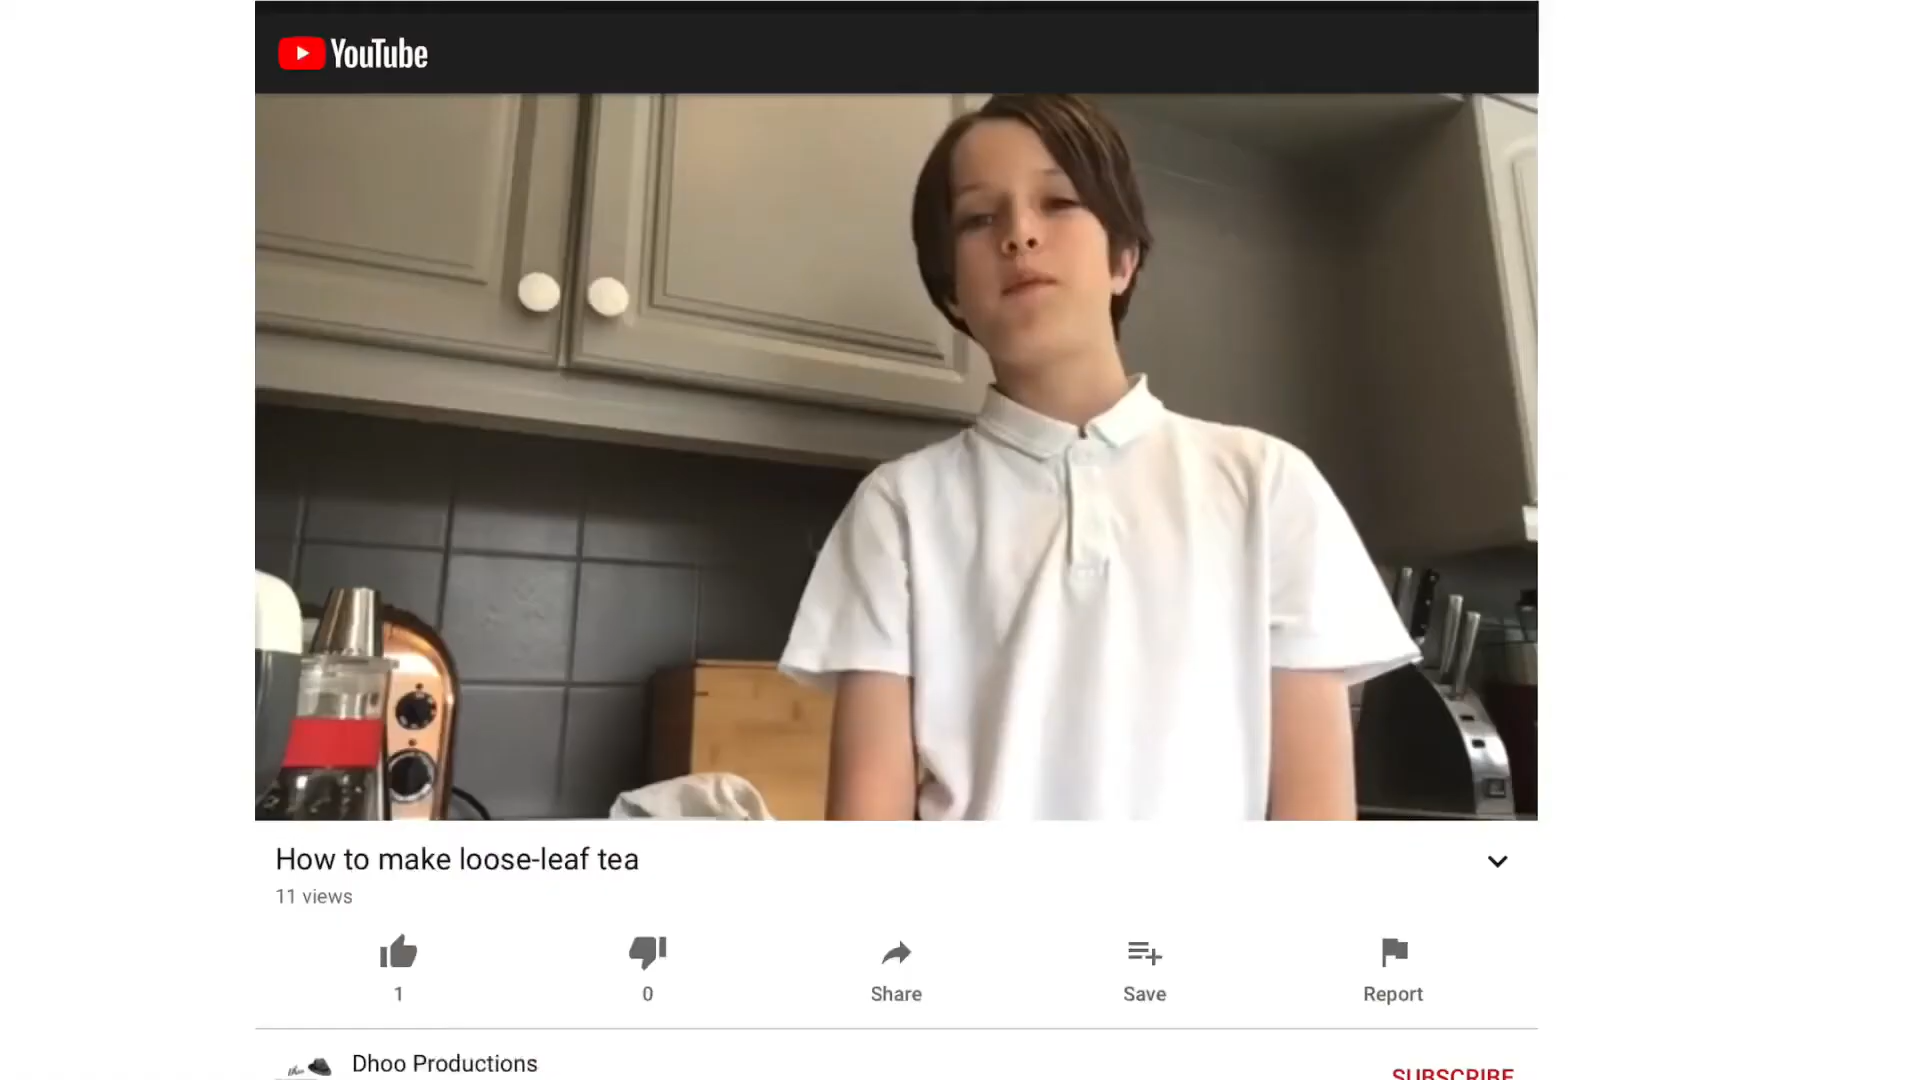 YouTube
How to make loose-leaf tea
11 views
1
0
Share
Save
Report
Dhoo Productions
SUBSCRIBE